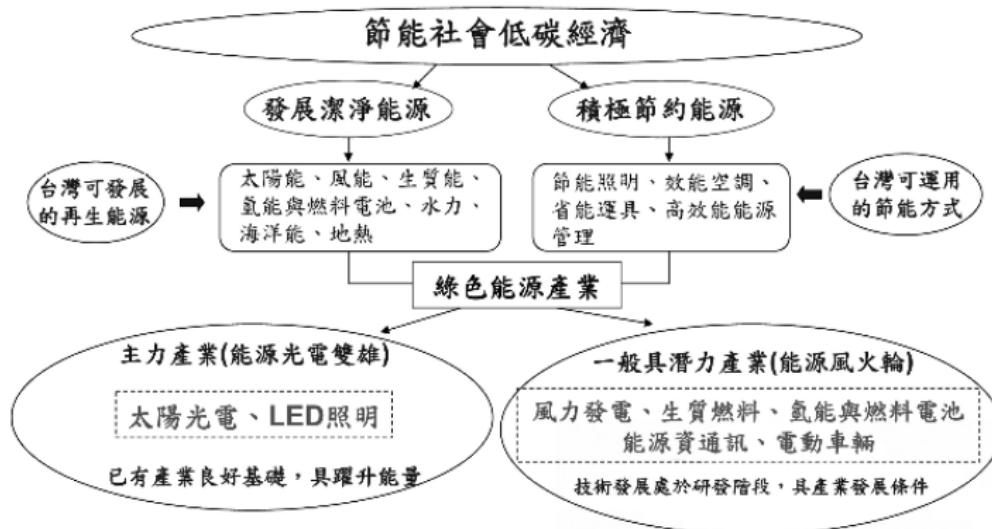 節能社會低碳經濟
發展潔淨能源
積極節約能源
台灣可發展
的再生能源
太陽能、風能、生質能、
氫能與燃料電池、水力、
海洋能、地熱
節能照明、效能空調、
省能運具、高效能能源
管理
台灣可運用
的節能方式
綠色能源產業
主力產業(能源光電雙雄)
太陽光電、LED照明
已有產業良好基礎，具躍升能量
一般具潛力產業(能源風火輪)
風力發電、生質燃料、氫能與燃料電池
能源資通訊、電動車輛
技術發展處於研發階段，具產業發展條件